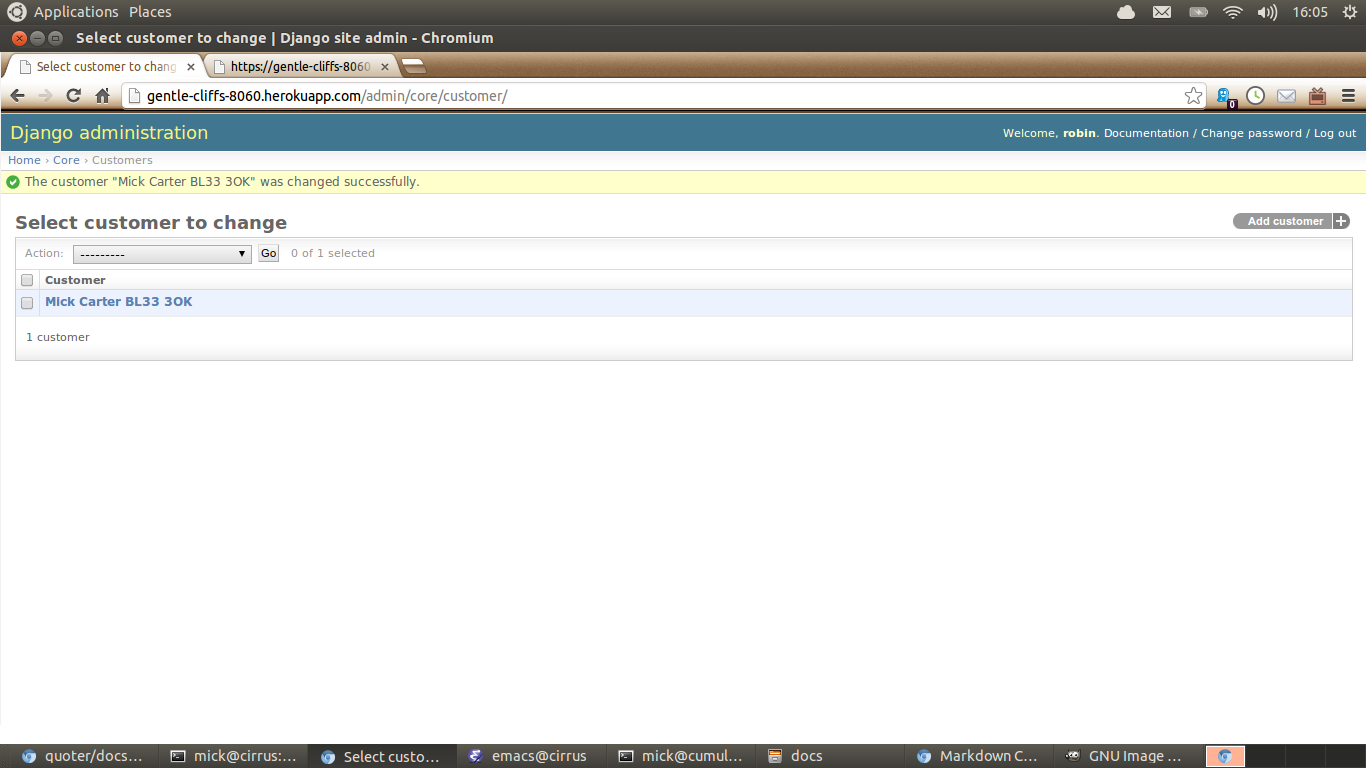 Applications Places 16:05
Select customer to change | Django site admin - Chromium
Select customer to chang https://gentle-cliffs-8060
gentle-cliffs-8060.herokuapp.com/admin/core/customer/ 0
Django administration Welcome, robin. Documentation / Change password / Log out
Home › Core › Customers
The customer "Mick Carter BL33 3OK" was changed successfully.
Select customer to change Add customer
Action: --------- Go 0 of 1 selected
Customer
Mick Carter BL33 3OK
1 customer
quoter/docs... mick@cirrus:... Select custo... emacs@cirrus mick@cumul... docs Markdown C... GNU Image ...